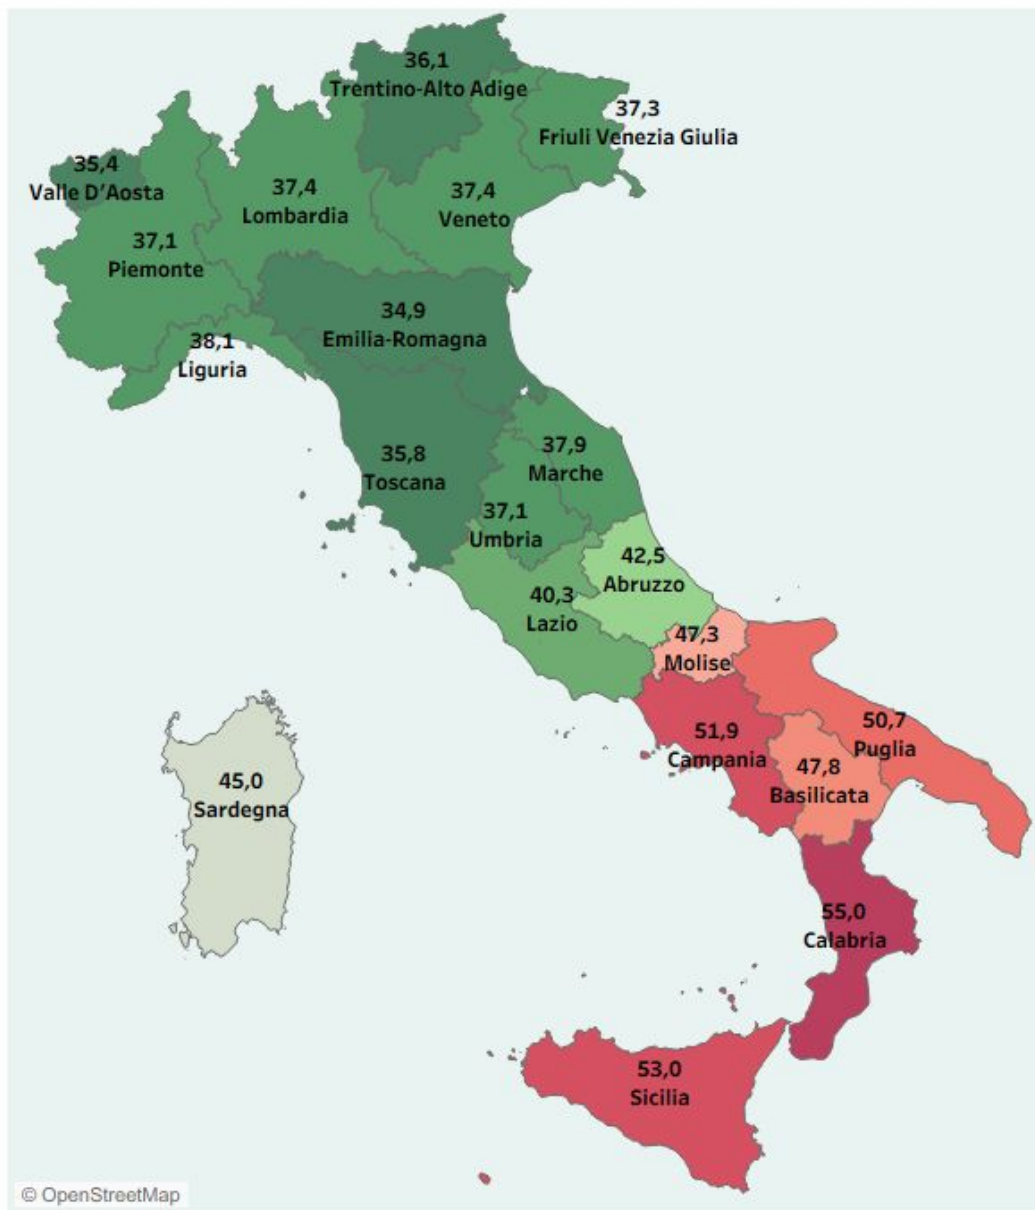 36,1
Trentino-Alto Adige
37,3
Friuli Venezia Giulia
35,4
Valle D'Aosta
37,4
Lombardia
37,4
Veneto
37,1
Piemonte
34,9
Emilia-Romagna
38,1
Liguria
35,8
Toscana
37,9
Marche
37,1
Umbria
42,5
Abruzzo
40,3
Lazio
47,3
Molise
50,7
Puglia
51,9
Campania
47,8
Basilicata
45,0
Sardegna
55,0
Calabria
53,0
Sicilia
© OpenStreetMap